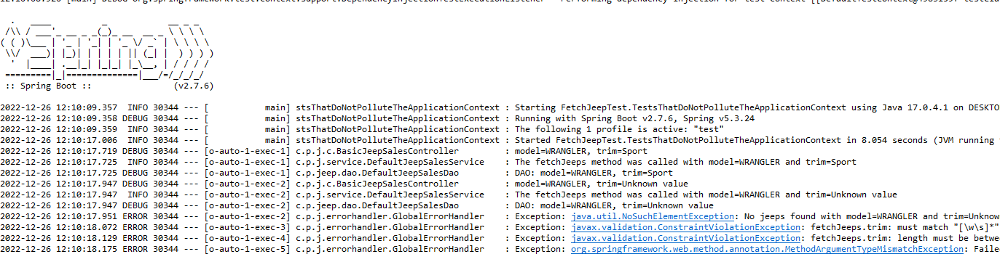 :: Spring Boot ::                (v2.7.6)
2022-12-26 12:10:09.357  INFO 30344 --- [           main] stsThatDoNotPolluteTheApplicationContext : Starting FetchJeepTest.TestsThatDoNotPolluteTheApplicationContext using Java 17.0.4.1 on DESKTO
2022-12-26 12:10:09.358 DEBUG 30344 --- [           main] stsThatDoNotPolluteTheApplicationContext : Running with Spring Boot v2.7.6, Spring v5.3.24
2022-12-26 12:10:09.359  INFO 30344 --- [           main] stsThatDoNotPolluteTheApplicationContext : The following 1 profile is active: "test"
2022-12-26 12:10:17.006  INFO 30344 --- [           main] stsThatDoNotPolluteTheApplicationContext : Started FetchJeepTest.TestsThatDoNotPolluteTheApplicationContext in 8.054 seconds (JVM running
2022-12-26 12:10:17.719 DEBUG 30344 --- [o-auto-1-exec-1] c.p.j.c.BasicJeepSalesController         : model=WRANGLER, trim=Sport
2022-12-26 12:10:17.725  INFO 30344 --- [o-auto-1-exec-1] c.p.j.service.DefaultJeepSalesService    : The fetchJeeps method was called with model=WRANGLER and trim=Sport
2022-12-26 12:10:17.725 DEBUG 30344 --- [o-auto-1-exec-1] c.p.jeep.dao.DefaultJeepSalesDao         : DAO: model=WRANGLER, trim=Sport
2022-12-26 12:10:17.947 DEBUG 30344 --- [o-auto-1-exec-2] c.p.j.c.BasicJeepSalesController         : model=WRANGLER, trim=Unknown value
2022-12-26 12:10:17.947  INFO 30344 --- [o-auto-1-exec-2] c.p.j.service.DefaultJeepSalesService    : The fetchJeeps method was called with model=WRANGLER and trim=Unknown value
2022-12-26 12:10:17.947 DEBUG 30344 --- [o-auto-1-exec-2] c.p.jeep.dao.DefaultJeepSalesDao         : DAO: model=WRANGLER, trim=Unknown value
2022-12-26 12:10:17.951 ERROR 30344 --- [o-auto-1-exec-2] c.p.j.errorhandler.GlobalErrorHandler    : Exception: java.util.NoSuchElementException: No jeeps found with model=WRANGLER and trim=Unknow
2022-12-26 12:10:18.072 ERROR 30344 --- [o-auto-1-exec-3] c.p.j.errorhandler.GlobalErrorHandler    : Exception: javax.validation.ConstraintViolationException: fetchJeeps.trim: must match "[\w\s]*"
2022-12-26 12:10:18.129 ERROR 30344 --- [o-auto-1-exec-4] c.p.j.errorhandler.GlobalErrorHandler    : Exception: javax.validation.ConstraintViolationException: fetchJeeps.trim: length must be betwe
2022-12-26 12:10:18.175 ERROR 30344 --- [o-auto-1-exec-5] c.p.j.errorhandler.GlobalErrorHandler    : Exception: org.springframework.web.method.annotation.MethodArgumentTypeMismatchException: Faile